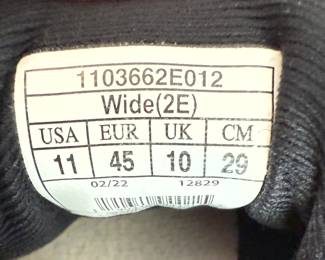 1103662E012
Wide(2E)
USA EUR UK CM
11 45 10 29
02/22 12829